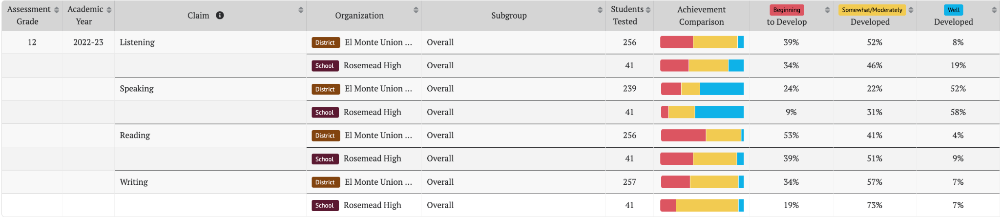 Assessment Grade Academic Year Claim Organization Subgroup Students Tested Achievement Comparison Beginning to Develop Somewhat/Moderately Developed Well Developed
12 2022-23 Listening District El Monte Union ... Overall 256 39% 52% 8%
School Rosemead High Overall 41 34% 46% 19%
Speaking District El Monte Union ... Overall 239 24% 22% 52%
School Rosemead High Overall 41 9% 31% 58%
Reading District El Monte Union ... Overall 256 53% 41% 4%
School Rosemead High Overall 41 39% 51% 9%
Writing District El Monte Union ... Overall 257 34% 57% 7%
School Rosemead High Overall 41 19% 73% 7%